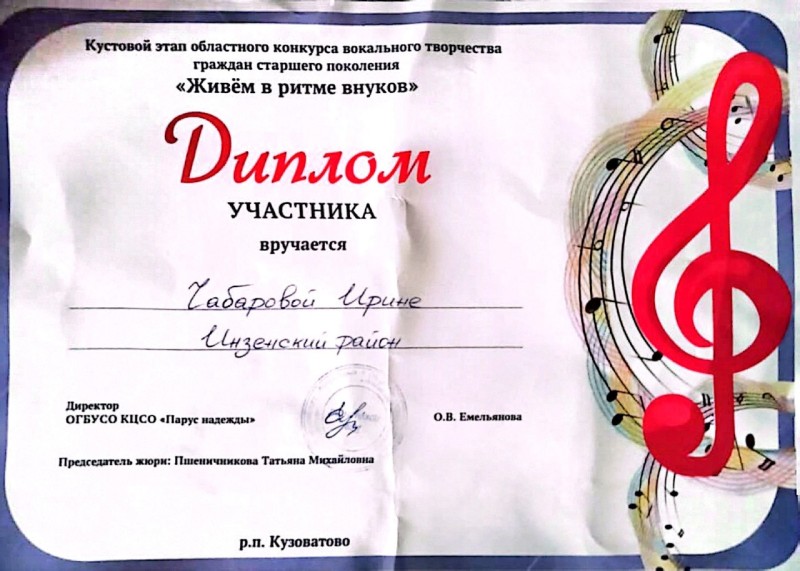 Кустовой этап областного конкурса вокального творчества
граждан старшего поколения
«Живём в ритме внуков»
Диплом
УЧАСТНИКА
вручается
Чабаровой Ирине
Инзенский район
Директор
ОГБУСО КЦСО «Парус надежды»
О.В. Емельянова
Председатель жюри: Пшеничникова Татьяна Михайловна
р.п. Кузоватово